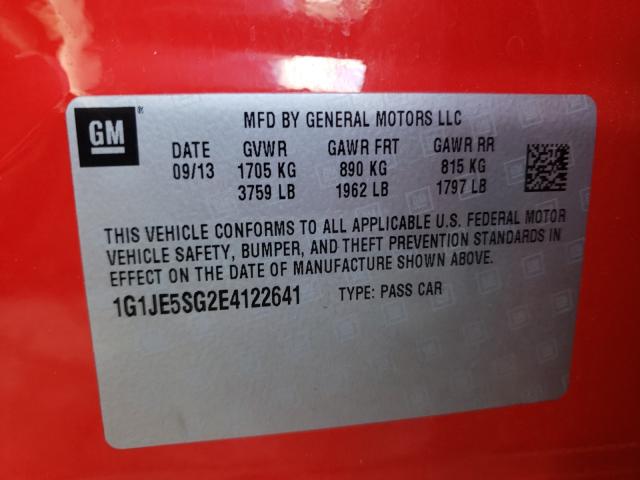 GM ®
MFD BY GENERAL MOTORS LLC
DATE GVWR GAWR FRT GAWR RR
09/13 1705 KG 890 KG 815 KG
3759 LB 1962 LB 1797 LB
THIS VEHICLE CONFORMS TO ALL APPLICABLE U.S. FEDERAL MOTOR
VEHICLE SAFETY, BUMPER, AND THEFT PREVENTION STANDARDS IN
EFFECT ON THE DATE OF MANUFACTURE SHOWN ABOVE.
1G1JE5SG2E4122641 TYPE: PASS CAR